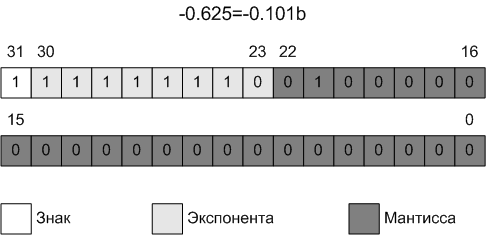 -0.625=-0.101b
31 30 23 22 16
1 1 1 1 1 1 1 1 0 0 1 0 0 0 0 0
15 0
0 0 0 0 0 0 0 0 0 0 0 0 0 0 0 0
Знак Экспонента Мантисса